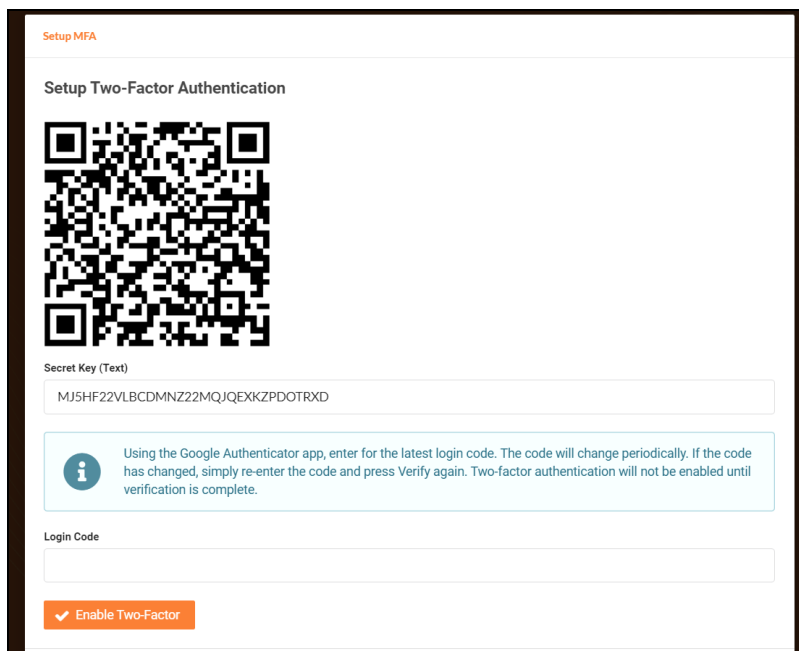 Setup MFA
Setup Two-Factor Authentication
Secret Key (Text)
MJ5HF22VLBCDMNZ22MQJQEXKZPDOTRXD
Using the Google Authenticator app, enter for the latest login code. The code will change periodically. If the code
has changed, simply re-enter the code and press Verify again. Two-factor authentication will not be enabled until
verification is complete.
Login Code
Enable Two-Factor